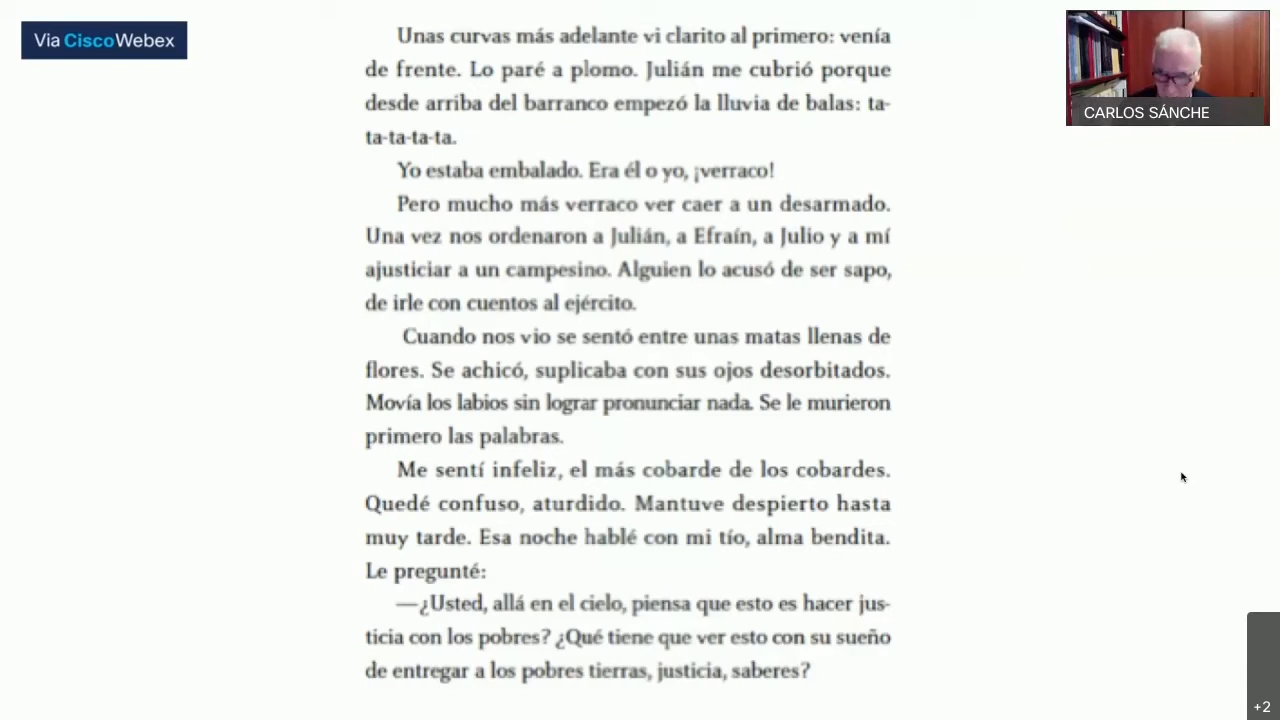 Via Cisco Webex
Unas curvas más adelante vi clarito al primero: venía
de frente. Lo paré a plomo. Julián me cubrió porque
desde arriba del barranco empezó la lluvia de balas: ta-
ta-ta-ta-ta.
Yo estaba embalado. Era él o yo, ¡verraco!
Pero mucho más verraco ver caer a un desarmado.
Una vez nos ordenaron a Julián, a Efraín, a Julio y a mí
ajusticiar a un campesino. Alguien lo acusó de ser sapo,
de irle con cuentos al ejército.
Cuando nos vio se sentó entre unas matas llenas de
flores. Se achicó, suplicaba con sus ojos desorbitados.
Movía los labios sin lograr pronunciar nada. Se le murieron
primero las palabras.
Me sentí infeliz, el más cobarde de los cobardes.
Quedé confuso, aturdido. Mantuve despierto hasta
muy tarde. Esa noche hablé con mi tío, alma bendita.
Le pregunté:
—¿Usted, allá en el cielo, piensa que esto es hacer jus-
ticia con los pobres? ¿Qué tiene que ver esto con su sueño
de entregar a los pobres tierras, justicia, saberes?
CARLOS SÁNCHE
+2